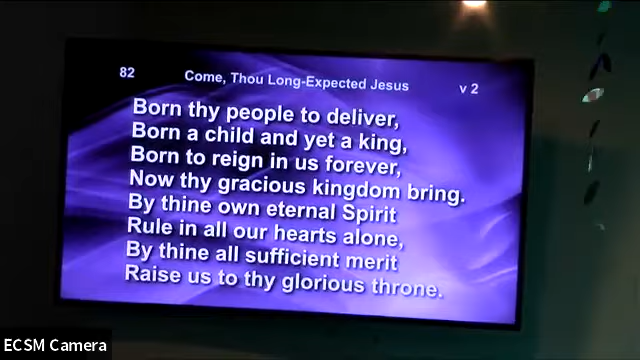 82 Come, Thou Long-Expected Jesus v 2
Born thy people to deliver,
Born a child and yet a king,
Born to reign in us forever,
Now thy gracious kingdom bring.
By thine own eternal Spirit
Rule in all our hearts alone,
By thine all sufficient merit
Raise us to thy glorious throne.
ECSM Camera